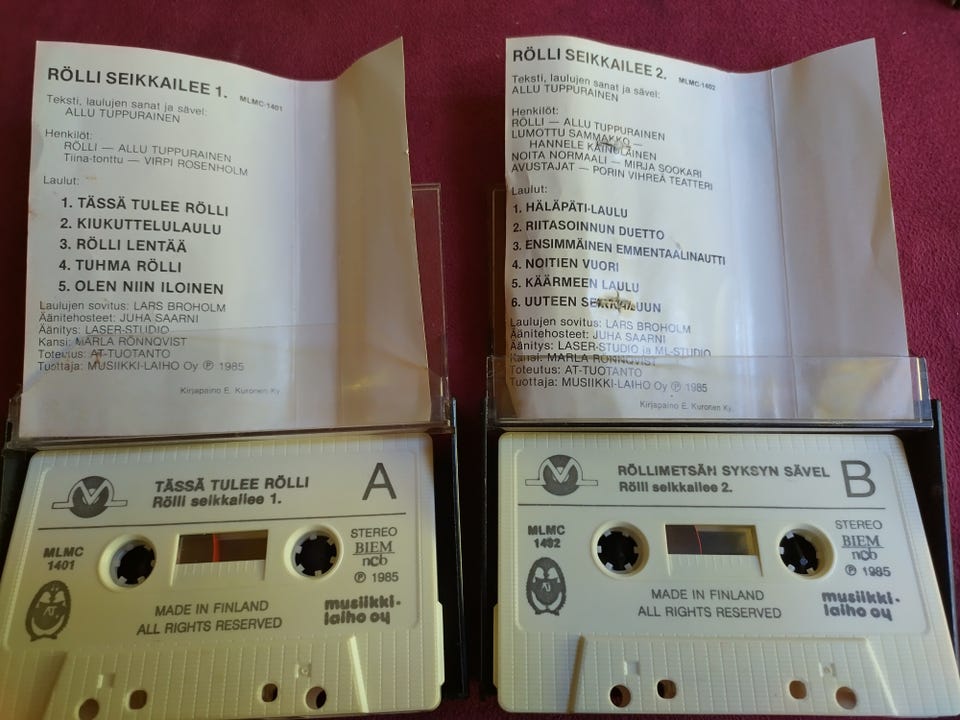 RÖLLI SEIKKAILEE 1. MLMC-1401
Teksti, laulujen sanat ja sävel:
ALLU TUPPURAINEN
Henkilöt:
RÖLLI — ALLU TUPPURAINEN
Tiina-tonttu — VIRPI ROSENHOLM
Laulut:
1. TÄSSÄ TULEE RÖLLI
2. KIUKUTTELULAULU
3. RÖLLI LENTÄÄ
4. TUHMA RÖLLI
5. OLEN NIIN ILOINEN
Laulujen sovitus: LARS BROHOLM
Äänitehosteet: JUHA SAARNI
Äänitys: LASER-STUDIO
Kansi: MARLA RÖNNQVIST
Toteutus: AT-TUOTANTO
Tuottaja: MUSIIKKI-LAIHO Oy ℗ 1985
Kirjapaino E. Kuronen Ky
TÄSSÄ TULEE RÖLLI
Rölli seikkailee 1.
A
MLMC
1401
STEREO
BIEM
ncb
℗ 1985
AT
MADE IN FINLAND
ALL RIGHTS RESERVED
musiikki-
laiho oy
RÖLLI SEIKKAILEE 2. MLMC-1402
Teksti, laulujen sanat ja sävel:
ALLU TUPPURAINEN
Henkilöt:
RÖLLI — ALLU TUPPURAINEN
LUMOTTU SAMMAKKO —
HANNELE KAINULAINEN
NOITA NORMAALI — MIRJA SOOKARI
AVUSTAJAT — PORIN VIHREÄ TEATTERI
Laulut:
1. HÄLÄPÄTI-LAULU
2. RIITASOINNUN DUETTO
3. ENSIMMÄINEN EMMENTAALINAUTTI
4. NOITIEN VUORI
5. KÄÄRMEEN LAULU
6. UUTEEN SEIKKAILUUN
Laulujen sovitus: LARS BROHOLM
Äänitehosteet: JUHA SAARNI
Äänitys: LASER-STUDIO ja ML-STUDIO
Kansi: MARLA RÖNNQVIST
Toteutus: AT-TUOTANTO
Tuottaja: MUSIIKKI-LAIHO Oy ℗ 1985
Kirjapaino E. Kuronen Ky
RÖLLIMETSÄN SYKSYN SÄVEL
Rölli seikkailee 2.
B
MLMC
1402
STEREO
BIEM
ncb
℗ 1985
AT
MADE IN FINLAND
ALL RIGHTS RESERVED
musiikki-
laiho oy